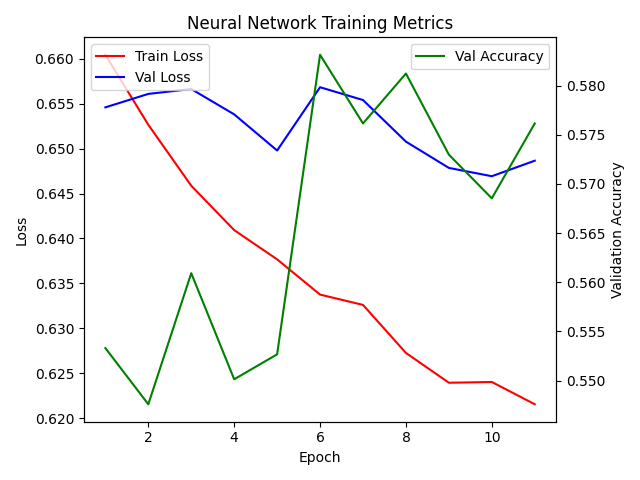 Neural Network Training Metrics
Train Loss
Val Loss
Val Accuracy
0.660
0.655
0.650
0.645
0.640
0.635
0.630
0.625
0.620
Loss
0.580
0.575
0.570
0.565
0.560
0.555
0.550
Validation Accuracy
2 4 6 8 10
Epoch